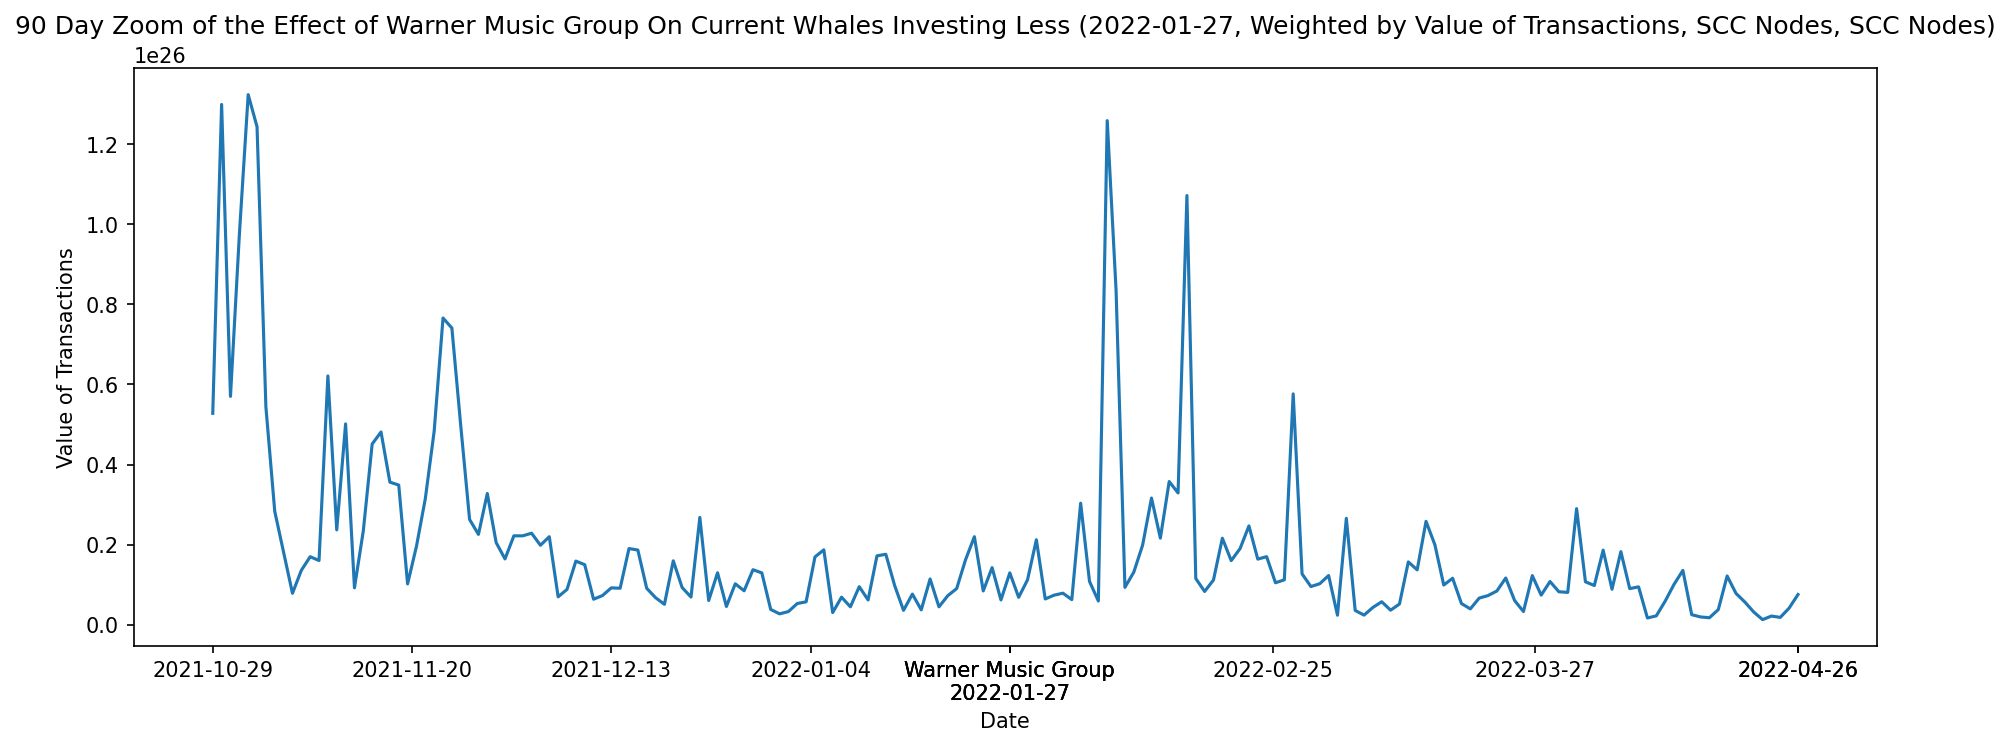 90 Day Zoom of the Effect of Warner Music Group On Current Whales Investing Less (2022-01-27, Weighted by Value of Transactions, SCC Nodes, SCC Nodes)
1e26
1.2
1.0
0.8
0.6
0.4
0.2
0.0
Value of Transactions
2021-10-29 2021-11-20 2021-12-13 2022-01-04 Warner Music Group 2022-02-25 2022-03-27 2022-04-26
2022-01-27
Date